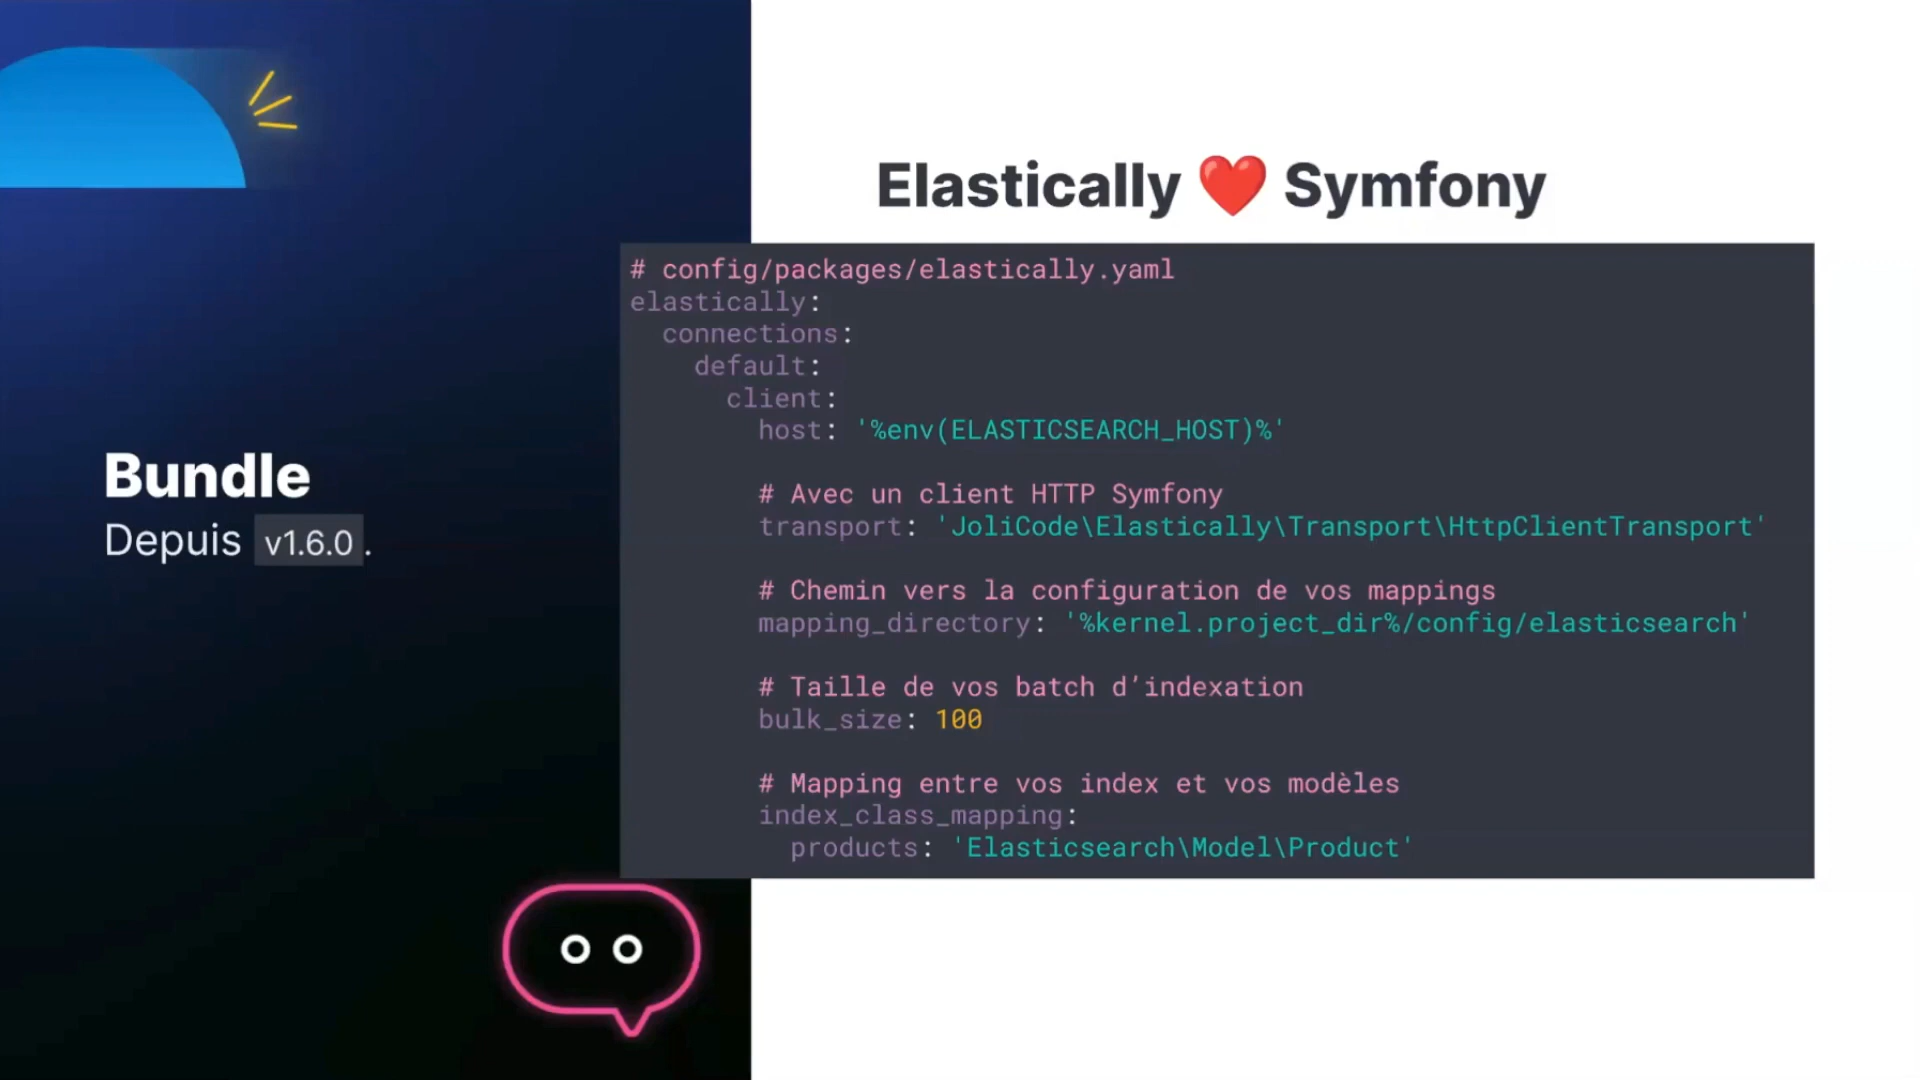 Elastically ❤️ Symfony
Bundle
Depuis v1.6.0.
# config/packages/elastically.yaml
elastically:
  connections:
    default:
      client:
        host: '%env(ELASTICSEARCH_HOST)%'

        # Avec un client HTTP Symfony
        transport: 'JoliCode\Elastically\Transport\HttpClientTransport'

        # Chemin vers la configuration de vos mappings
        mapping_directory: '%kernel.project_dir%/config/elasticsearch'

        # Taille de vos batch d’indexation
        bulk_size: 100

        # Mapping entre vos index et vos modèles
        index_class_mapping:
          products: 'Elasticsearch\Model\Product'